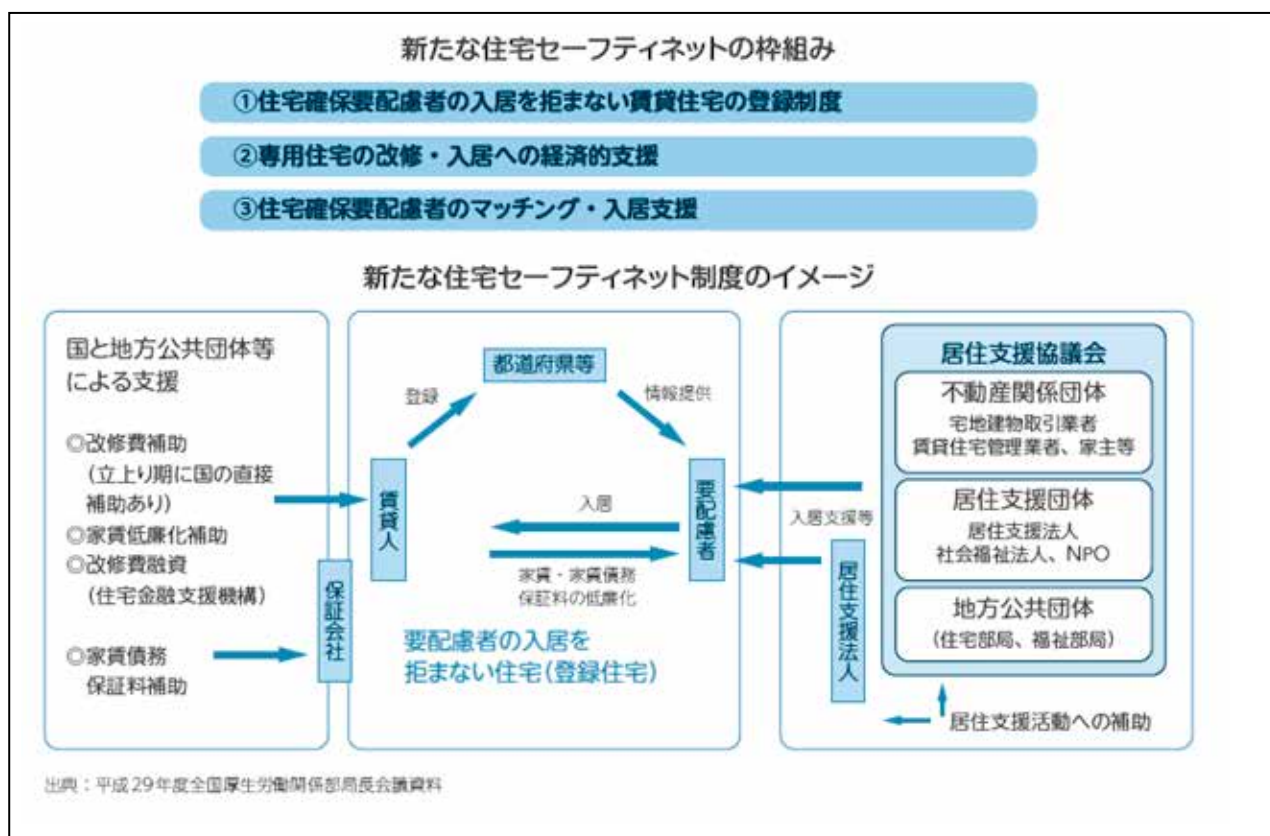 新たな住宅セーフティネットの枠組み
①住宅確保要配慮者の入居を拒まない賃貸住宅の登録制度
②専用住宅の改修・入居への経済的支援
③住宅確保要配慮者のマッチング・入居支援
新たな住宅セーフティネット制度のイメージ
国と地方公共団体等
による支援
◎改修費補助
(立上り期に国の直接
補助あり)
◎家賃低廉化補助
◎改修費融資
(住宅金融支援機構)
◎家賃債務
保証料補助
保証会社
都道府県等
登録
情報提供
賃貸人
要配慮者
入居
家賃・家賃債務
保証料の低廉化
要配慮者の入居を
拒まない住宅(登録住宅)
入居支援等
居住支援法人
居住支援協議会
不動産関係団体
宅地建物取引業者
賃貸住宅管理業者、家主等
居住支援団体
居住支援法人
社会福祉法人、NPO
地方公共団体
(住宅部局、福祉部局)
居住支援活動への補助
出典：平成29年度全国厚生労働関係部局長会議資料